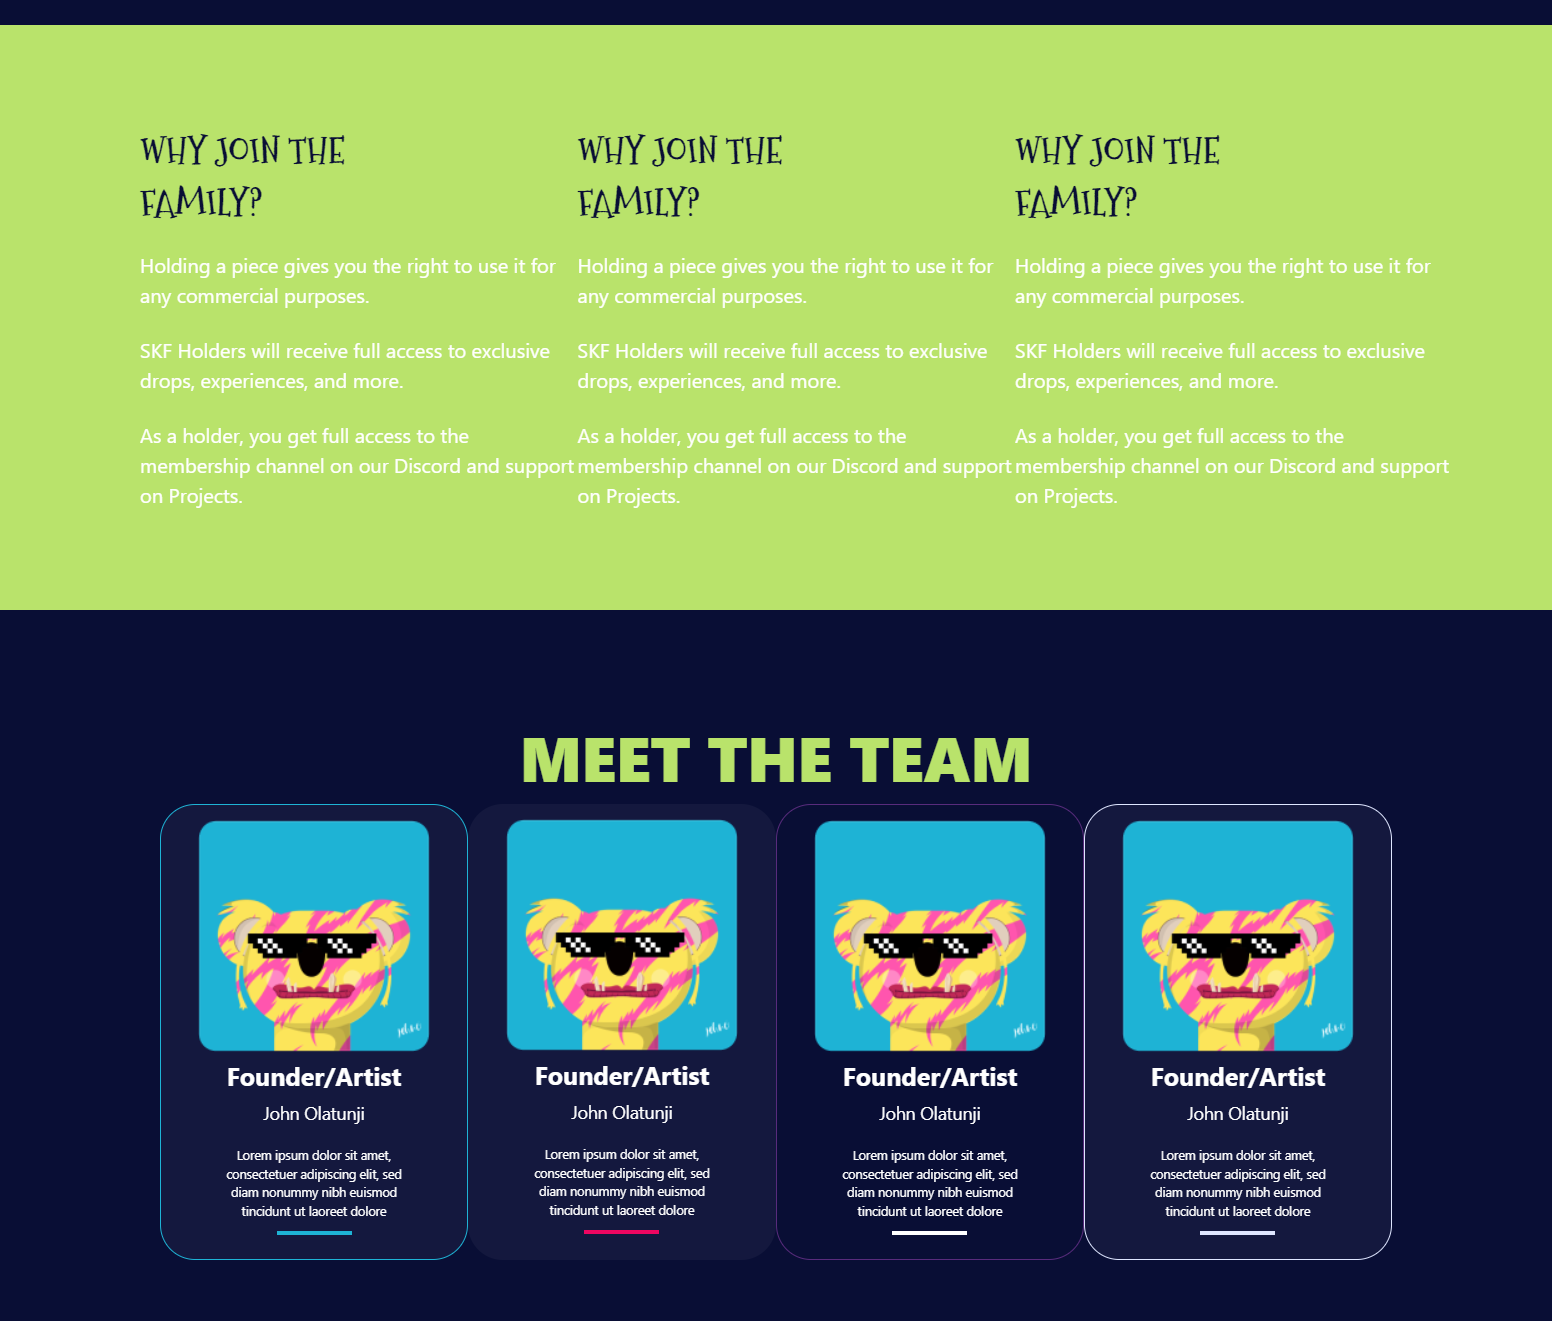 WHY JOIN THE
FAMILY?
Holding a piece gives you the right to use it for
any commercial purposes.
SKF Holders will receive full access to exclusive
drops, experiences, and more.
As a holder, you get full access to the
membership channel on our Discord and support
on Projects.
WHY JOIN THE
FAMILY?
Holding a piece gives you the right to use it for
any commercial purposes.
SKF Holders will receive full access to exclusive
drops, experiences, and more.
As a holder, you get full access to the
membership channel on our Discord and support
on Projects.
WHY JOIN THE
FAMILY?
Holding a piece gives you the right to use it for
any commercial purposes.
SKF Holders will receive full access to exclusive
drops, experiences, and more.
As a holder, you get full access to the
membership channel on our Discord and support
on Projects.
MEET THE TEAM
Founder/Artist
John Olatunji
Lorem ipsum dolor sit amet,
consectetuer adipiscing elit, sed
diam nonummy nibh euismod
tincidunt ut laoreet dolore
Founder/Artist
John Olatunji
Lorem ipsum dolor sit amet,
consectetuer adipiscing elit, sed
diam nonummy nibh euismod
tincidunt ut laoreet dolore
Founder/Artist
John Olatunji
Lorem ipsum dolor sit amet,
consectetuer adipiscing elit, sed
diam nonummy nibh euismod
tincidunt ut laoreet dolore
Founder/Artist
John Olatunji
Lorem ipsum dolor sit amet,
consectetuer adipiscing elit, sed
diam nonummy nibh euismod
tincidunt ut laoreet dolore